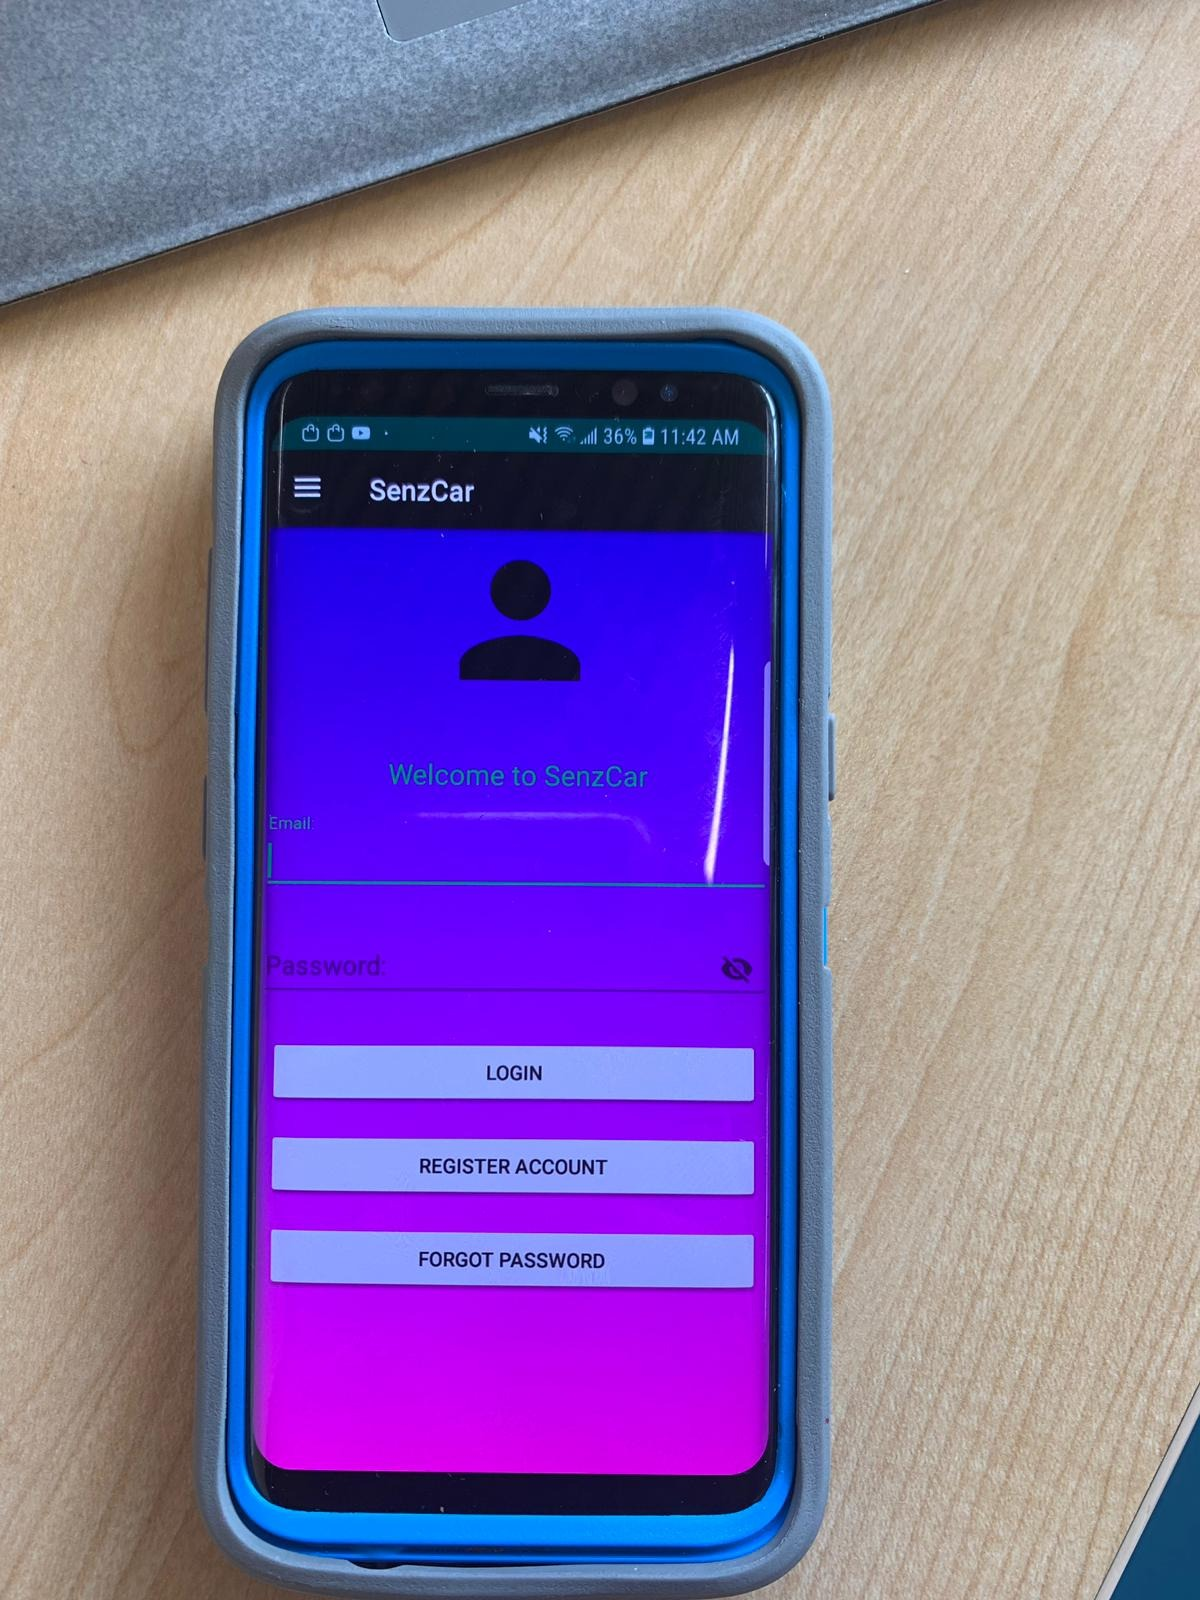 36% 11:42 AM
SenzCar
Welcome to SenzCar
Email:
Password:
LOGIN
REGISTER ACCOUNT
FORGOT PASSWORD